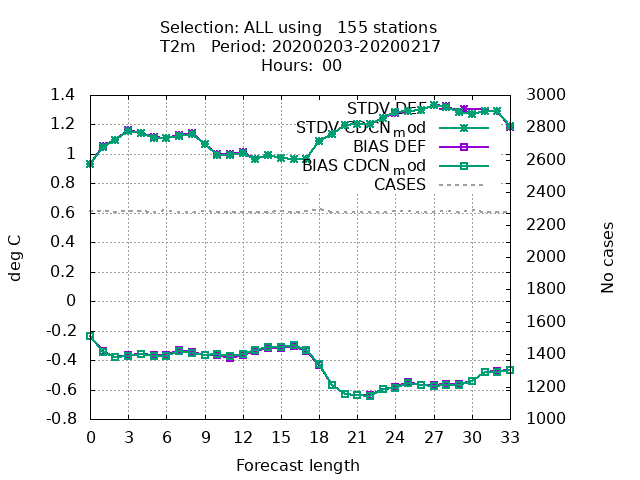 Selection: ALL using   155 stations
T2m   Period: 20200203-20200217
Hours: 00
1.4
1.2
1
0.8
0.6
0.4
0.2
0
-0.2
-0.4
-0.6
-0.8
deg C
STDV DEF
STDV CDCN_mod
BIAS DEF
BIAS CDCN_mod
CASES
3000
2800
2600
2400
2200
2000
1800
1600
1400
1200
1000
No cases
0 3 6 9 12 15 18 21 24 27 30 33
Forecast length